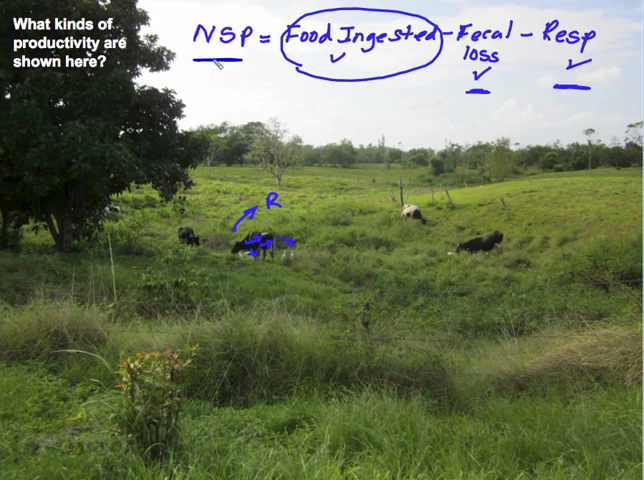 What kinds of
productivity are
shown here?
NSP = Food Ingested - Fecal loss - Resp
R